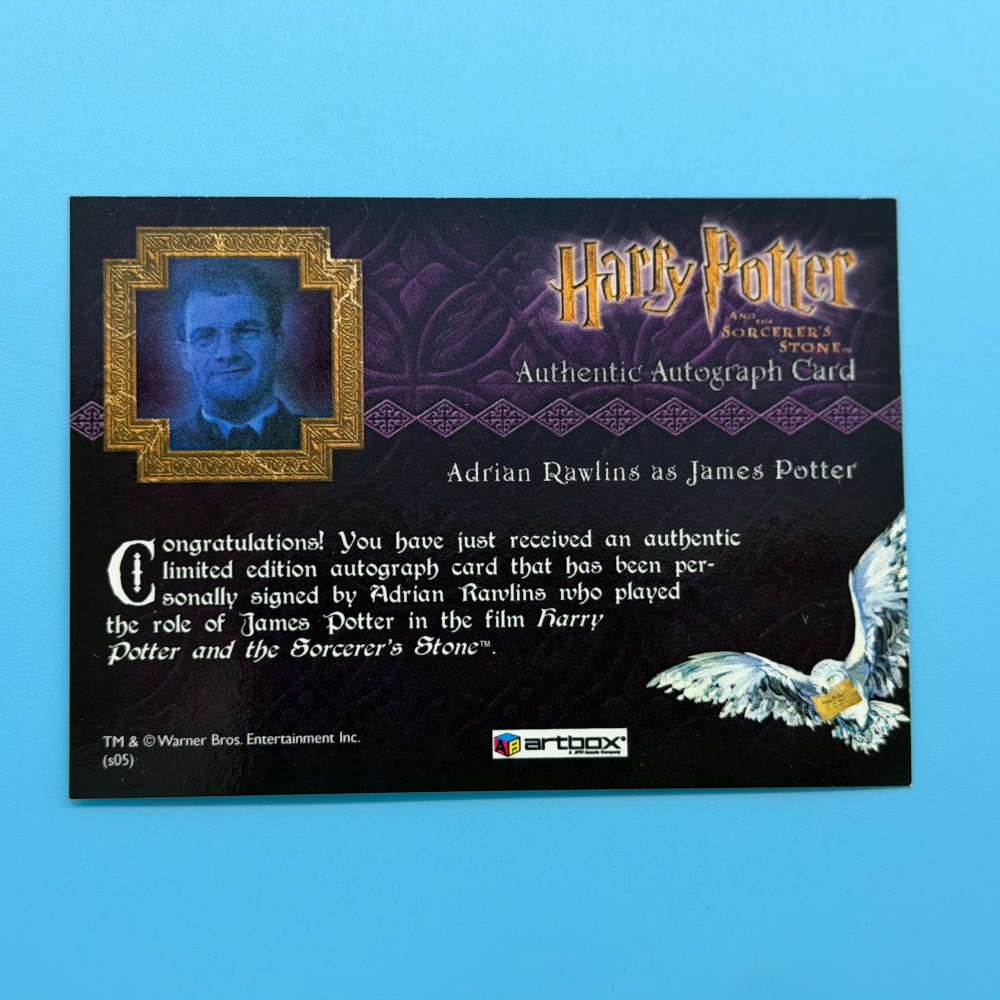 Harry Potter
AND THE
SORCERER'S
STONE™
Authentic Autograph Card
Adrian Rawlins as James Potter
Congratulations! You have just received an authentic
limited edition autograph card that has been per-
sonally signed by Adrian Rawlins who played
the role of James Potter in the film Harry
Potter and the Sorcerer's Stone™.
TM & © Warner Bros. Entertainment Inc.
(s05)
artbox